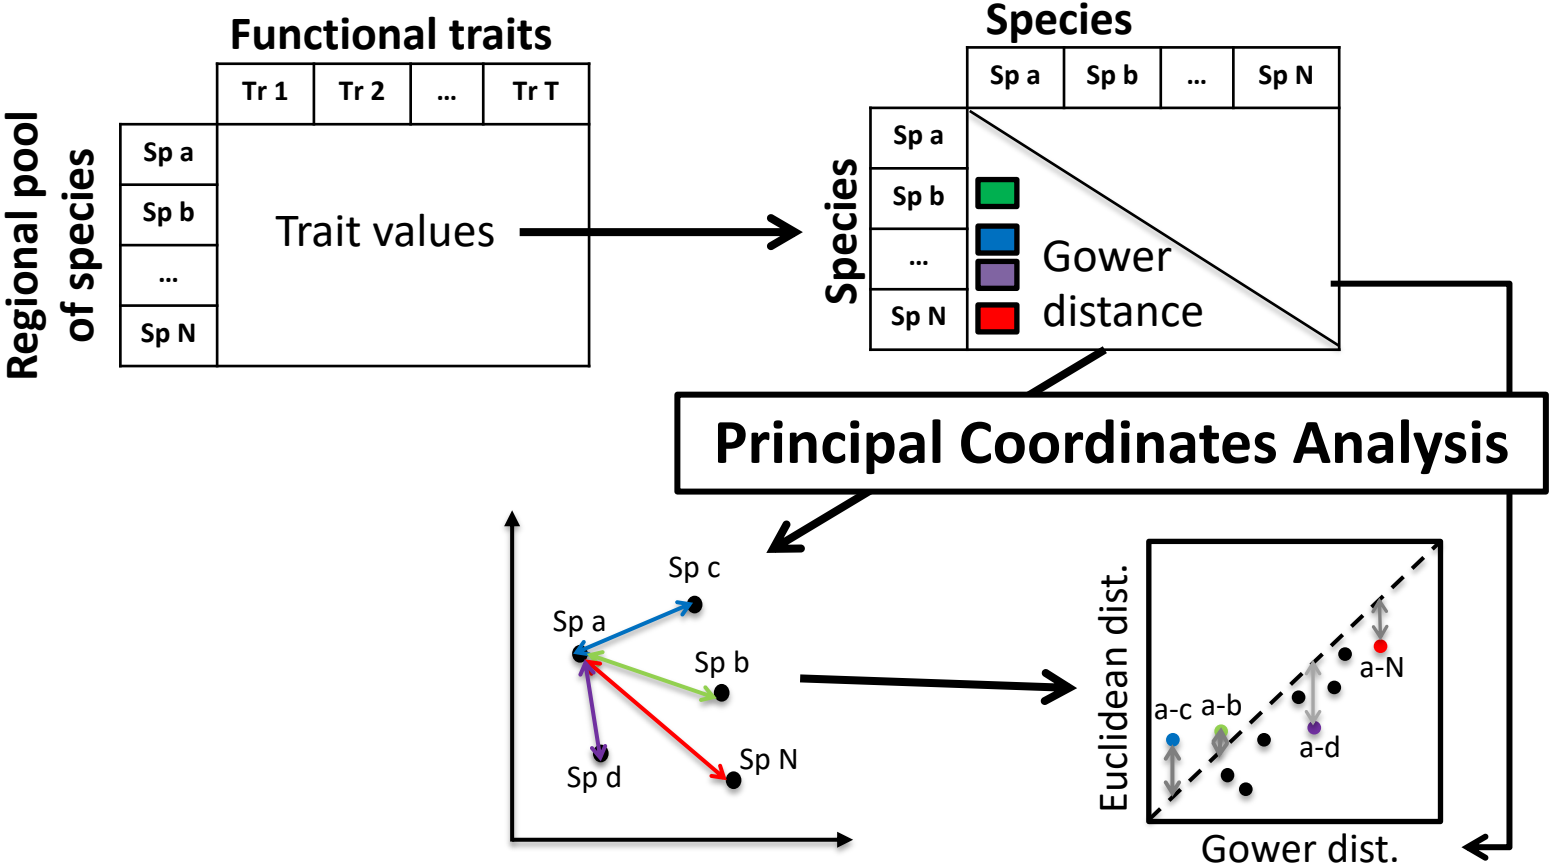 Functional traits
Tr 1 Tr 2 ... Tr T
Regional pool
of species
Sp a
Sp b
...
Sp N
Trait values
Species
Sp a Sp b ... Sp N
Species
Sp a
Sp b
...
Sp N
Gower
distance
Principal Coordinates Analysis
Sp c
Sp a
Sp b
Sp N
Sp d
Euclidean dist.
a-c a-b
a-N
a-d
Gower dist.